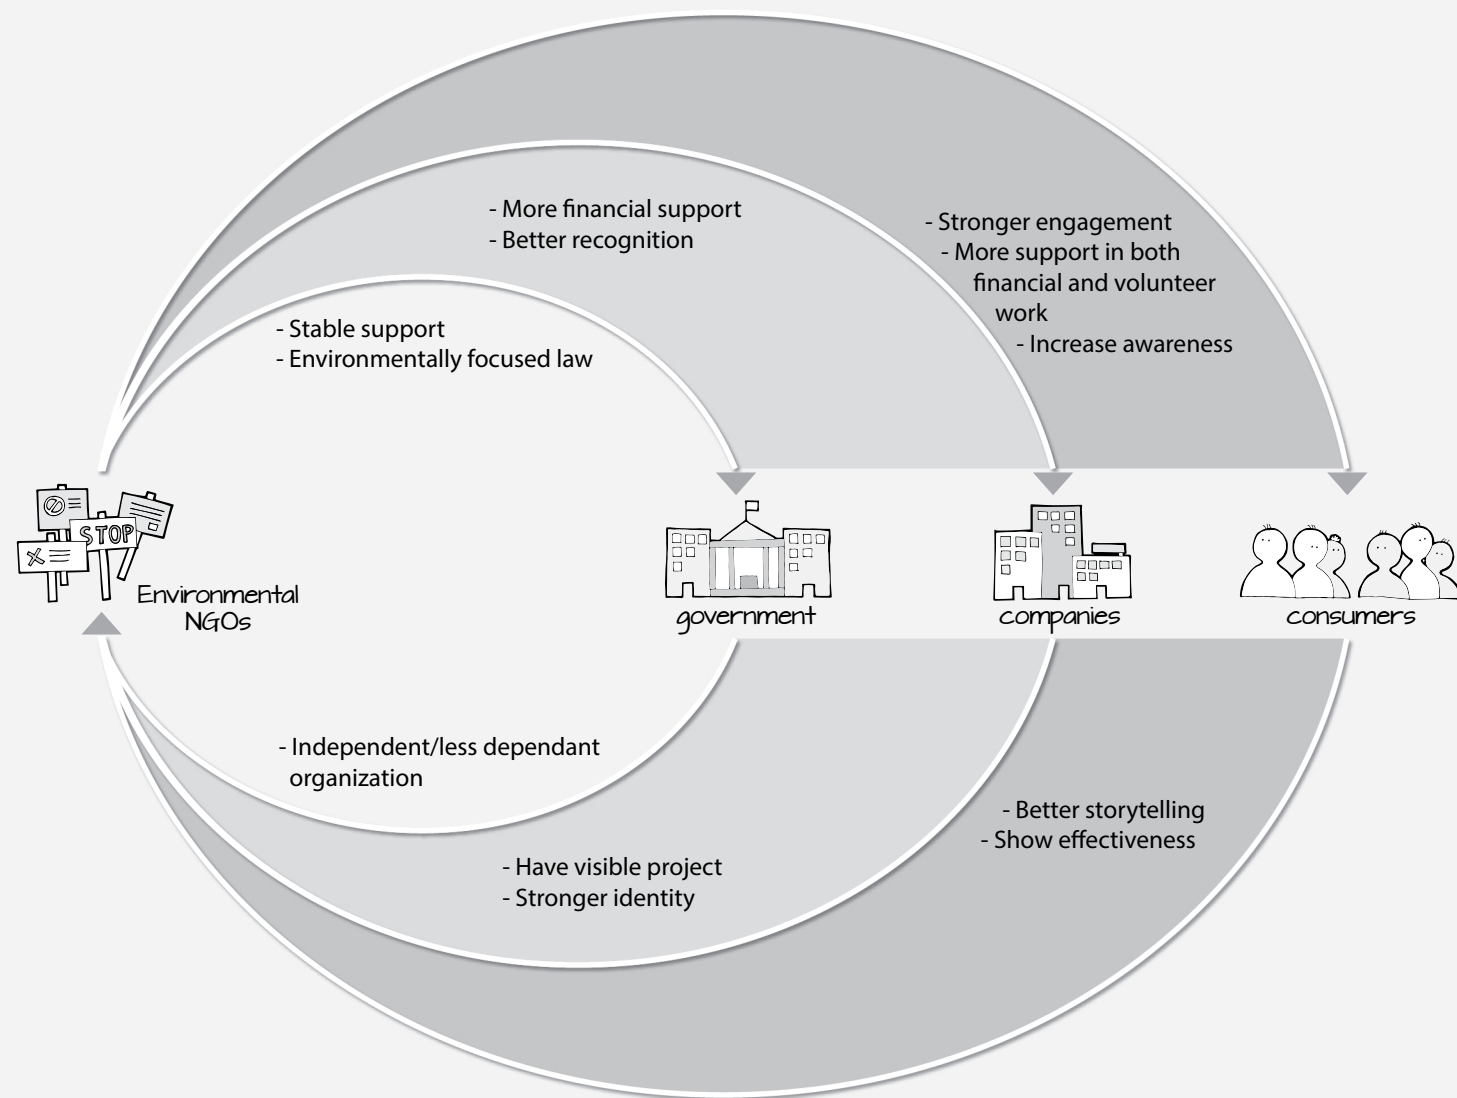 - More financial support
- Better recognition
- Stronger engagement
- More support in both
financial and volunteer
work
- Increase awareness
- Stable support
- Environmentally focused law
STOP
Environmental
NGOs
government
companies
consumers
- Independent/less dependant
organization
- Have visible project
- Stronger identity
- Better storytelling
- Show effectiveness